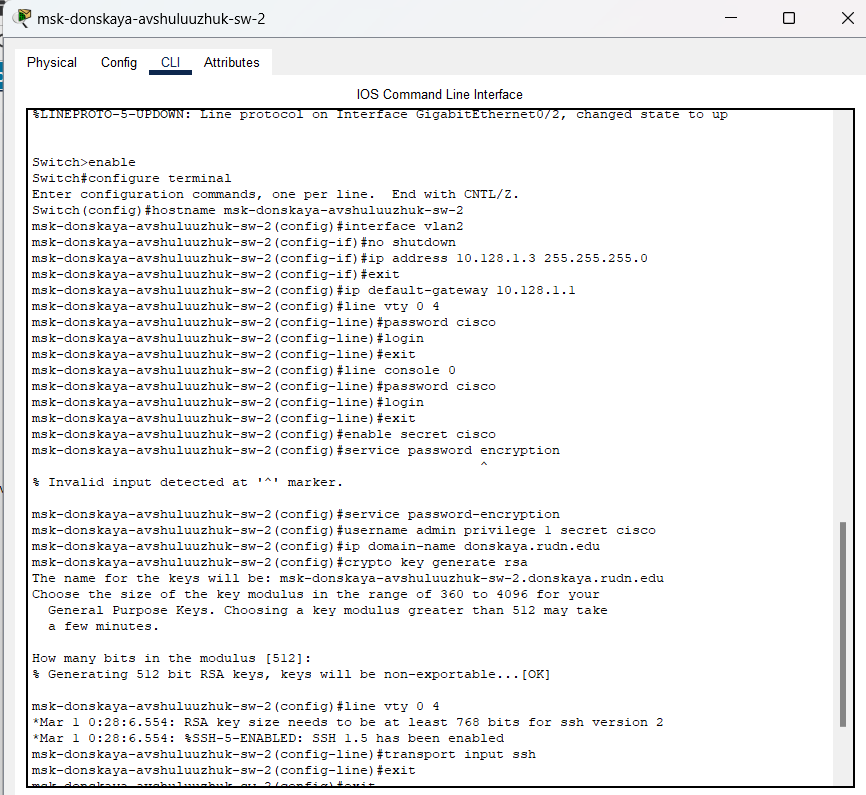 msk-donskaya-avshuluuzhuk-sw-2
Physical Config CLI Attributes
IOS Command Line Interface
%LINEPROTO-5-UPDOWN: Line protocol on Interface GigabitEthernet0/2, changed state to up
Switch>enable
Switch#configure terminal
Enter configuration commands, one per line.  End with CNTL/Z.
Switch(config)#hostname msk-donskaya-avshuluuzhuk-sw-2
msk-donskaya-avshuluuzhuk-sw-2(config)#interface vlan2
msk-donskaya-avshuluuzhuk-sw-2(config-if)#no shutdown
msk-donskaya-avshuluuzhuk-sw-2(config-if)#ip address 10.128.1.3 255.255.255.0
msk-donskaya-avshuluuzhuk-sw-2(config-if)#exit
msk-donskaya-avshuluuzhuk-sw-2(config)#ip default-gateway 10.128.1.1
msk-donskaya-avshuluuzhuk-sw-2(config)#line vty 0 4
msk-donskaya-avshuluuzhuk-sw-2(config-line)#password cisco
msk-donskaya-avshuluuzhuk-sw-2(config-line)#login
msk-donskaya-avshuluuzhuk-sw-2(config-line)#exit
msk-donskaya-avshuluuzhuk-sw-2(config)#line console 0
msk-donskaya-avshuluuzhuk-sw-2(config-line)#password cisco
msk-donskaya-avshuluuzhuk-sw-2(config-line)#login
msk-donskaya-avshuluuzhuk-sw-2(config-line)#exit
msk-donskaya-avshuluuzhuk-sw-2(config)#enable secret cisco
msk-donskaya-avshuluuzhuk-sw-2(config)#service password encryption
^
% Invalid input detected at '^' marker.
msk-donskaya-avshuluuzhuk-sw-2(config)#service password-encryption
msk-donskaya-avshuluuzhuk-sw-2(config)#username admin privilege 1 secret cisco
msk-donskaya-avshuluuzhuk-sw-2(config)#ip domain-name donskaya.rudn.edu
msk-donskaya-avshuluuzhuk-sw-2(config)#crypto key generate rsa
The name for the keys will be: msk-donskaya-avshuluuzhuk-sw-2.donskaya.rudn.edu
Choose the size of the key modulus in the range of 360 to 4096 for your
General Purpose Keys. Choosing a key modulus greater than 512 may take
a few minutes.
How many bits in the modulus [512]:
% Generating 512 bit RSA keys, keys will be non-exportable...[OK]
msk-donskaya-avshuluuzhuk-sw-2(config)#line vty 0 4
*Mar 1 0:28:6.554: RSA key size needs to be at least 768 bits for ssh version 2
*Mar 1 0:28:6.554: %SSH-5-ENABLED: SSH 1.5 has been enabled
msk-donskaya-avshuluuzhuk-sw-2(config-line)#transport input ssh
msk-donskaya-avshuluuzhuk-sw-2(config-line)#exit
msk-donskaya-avshuluuzhuk-sw-2(config)#exit